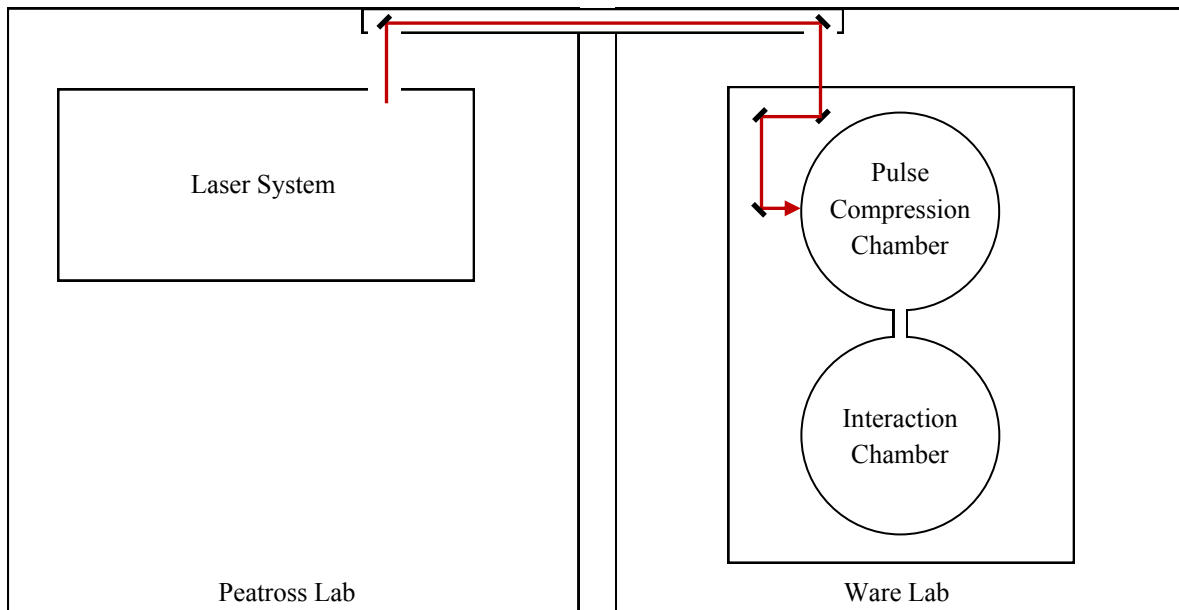 Laser System
Pulse
Compression
Chamber
Interaction
Chamber
Peatross Lab
Ware Lab